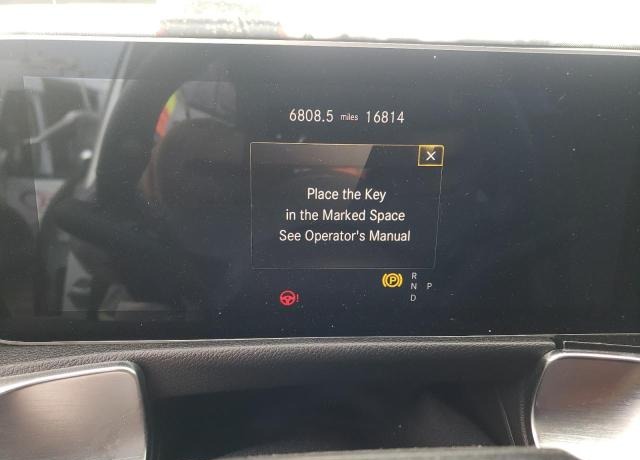 6808.5 miles 16814
X
Place the Key
in the Marked Space
See Operator's Manual
(P) R
N P
D
!